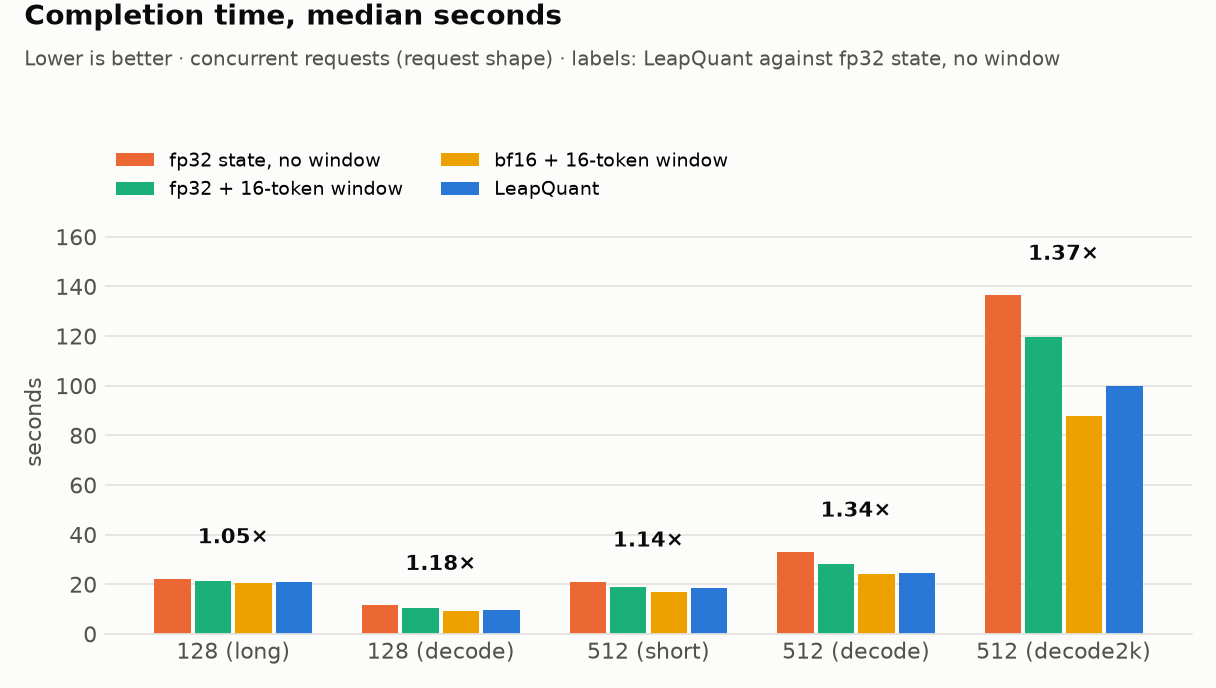 Completion time, median seconds
Lower is better · concurrent requests (request shape) · labels: LeapQuant against fp32 state, no window
fp32 state, no window
bf16 + 16-token window
fp32 + 16-token window
LeapQuant
160
140
120
100
80
60
40
20
0
seconds
1.05×
1.18×
1.14×
1.34×
1.37×
128 (long)
128 (decode)
512 (short)
512 (decode)
512 (decode2k)